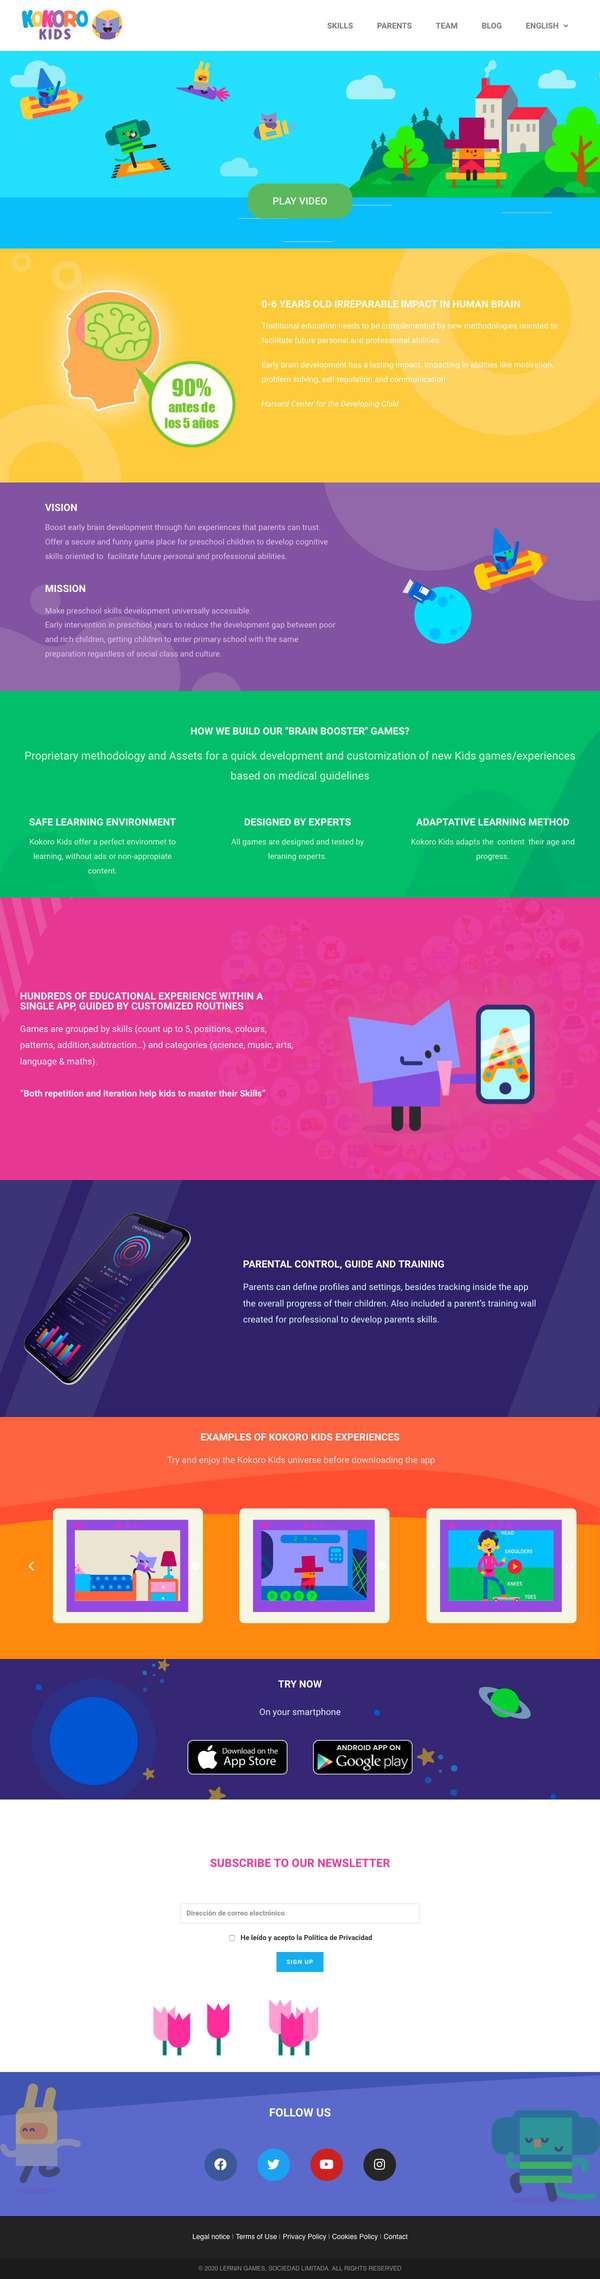 KOKORO
KIDS
SKILLS PARENTS TEAM BLOG ENGLISH
PLAY VIDEO
0-6 YEARS OLD IRREPARABLE IMPACT IN HUMAN BRAIN
Traditional education needs to be complemented by new methodologies oriented to
facilitate future personal and professional abilities.
Early brain development has a lasting impact, impacting in abilities like motivation,
problem solving, self-regulation and communication
Harvard Center for the Developing Child
90%
antes de
los 5 años
VISION
Boost early brain development through fun experiences that parents can trust.
Offer a secure and funny game place for preschool children to develop cognitive
skills oriented to facilitate future personal and professional abilities.
MISSION
Make preschool skills development universally accessible.
Early intervention in preschool years to reduce the development gap between poor
and rich children, getting children to enter primary school with the same
preparation regardless of social class and culture.
HOW WE BUILD OUR "BRAIN BOOSTER" GAMES?
Proprietary methodology and Assets for a quick development and customization of new Kids games/experiences
based on medical guidelines
SAFE LEARNING ENVIRONMENT
Kokoro Kids offer a perfect environmet to
learning, without ads or non-appropiate
content.
DESIGNED BY EXPERTS
All games are designed and tested by
leraning experts.
ADAPTATIVE LEARNING METHOD
Kokoro Kids adapts the content their age and
progress.
HUNDREDS OF EDUCATIONAL EXPERIENCE WITHIN A
SINGLE APP, GUIDED BY CUSTOMIZED ROUTINES
Games are grouped by skills (count up to 5, positions, colours,
patterns, addition,subtraction...) and categories (science, music, arts,
language & maths).
"Both repetition and iteration help kids to master their Skills"
PARENTAL CONTROL, GUIDE AND TRAINING
Parents can define profiles and settings, besides tracking inside the app
the overall progress of their children. Also included a parent's training wall
created for professional to develop parents skills.
EXAMPLES OF KOKORO KIDS EXPERIENCES
Try and enjoy the Kokoro Kids universe before downloading the app
HEAD
SHOULDERS
KNEES
TOES
TRY NOW
On your smartphone
Download on the
App Store
ANDROID APP ON
Google play
SUBSCRIBE TO OUR NEWSLETTER
Dirección de correo electrónico
He leído y acepto la Política de Privacidad
SIGN UP
FOLLOW US
Legal notice | Terms of Use | Privacy Policy | Cookies Policy | Contact
© 2020 LERNIN GAMES, SOCIEDAD LIMITADA. ALL RIGHTS RESERVED